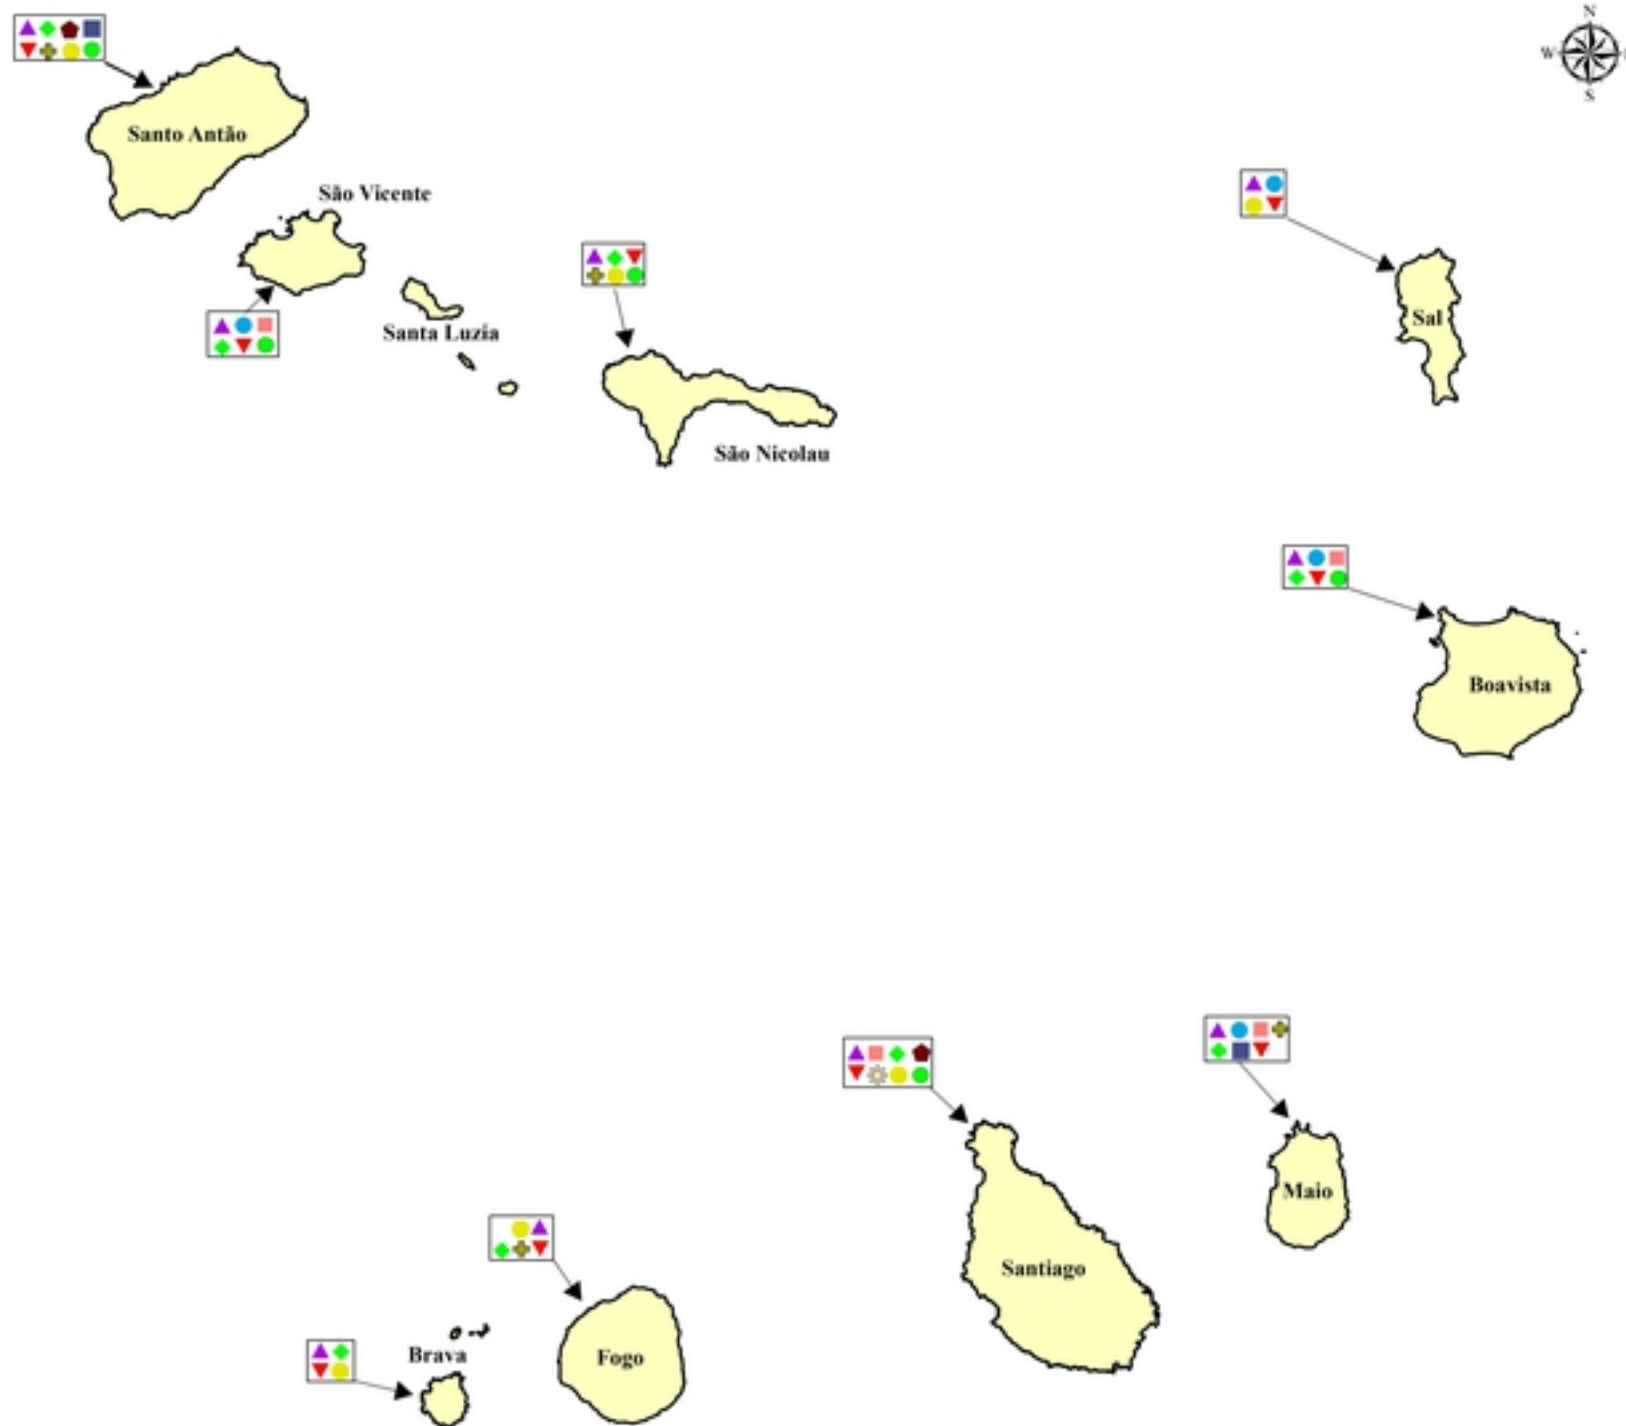 N
W
S
Santo Antão
São Vicente
Santa Luzia
São Nicolau
Sal
Boavista
Maio
Santiago
Fogo
Brava